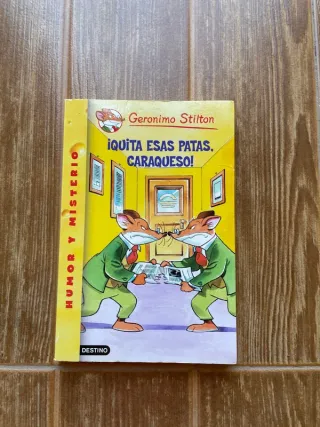 Geronimo Stilton
¡QUITA ESAS PATAS,
CARAQUESO!
HUMOR Y MISTERIO
DESTINO